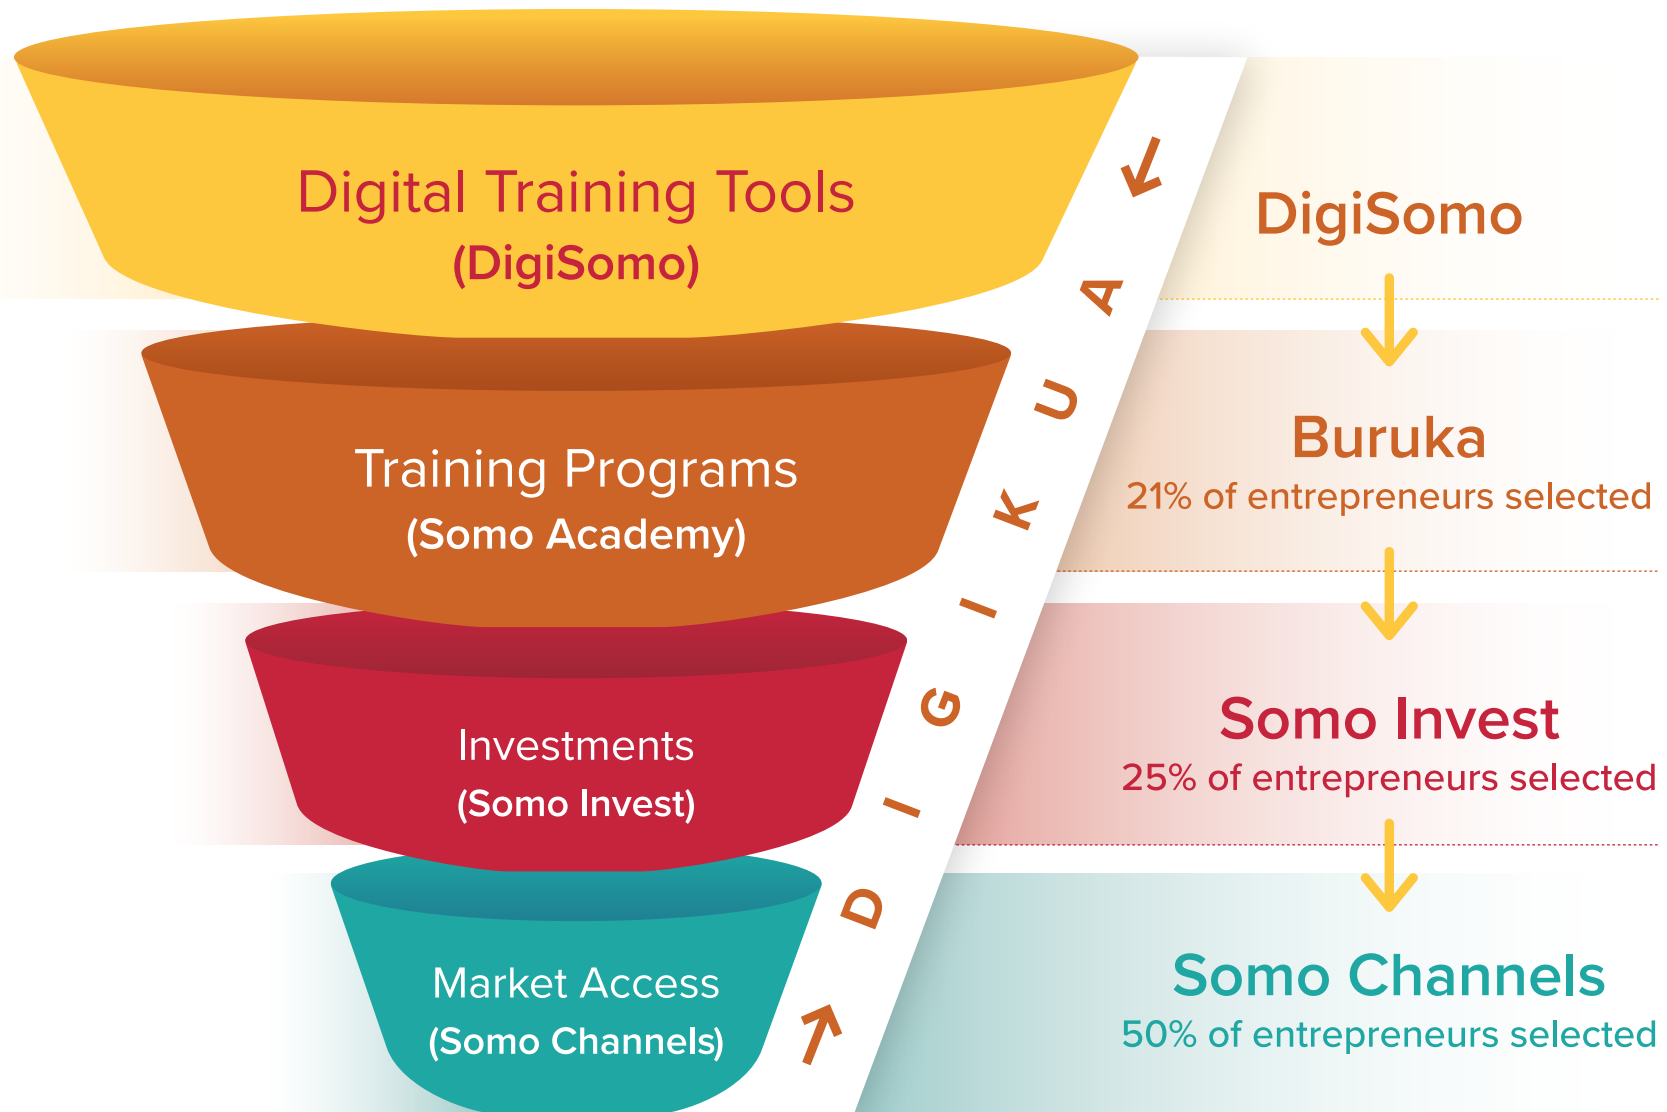 Digital Training Tools
(DigiSomo)
Training Programs
(Somo Academy)
Investments
(Somo Invest)
Market Access
(Somo Channels)
DIGIKUA
DigiSomo
Buruka
21% of entrepreneurs selected
Somo Invest
25% of entrepreneurs selected
Somo Channels
50% of entrepreneurs selected